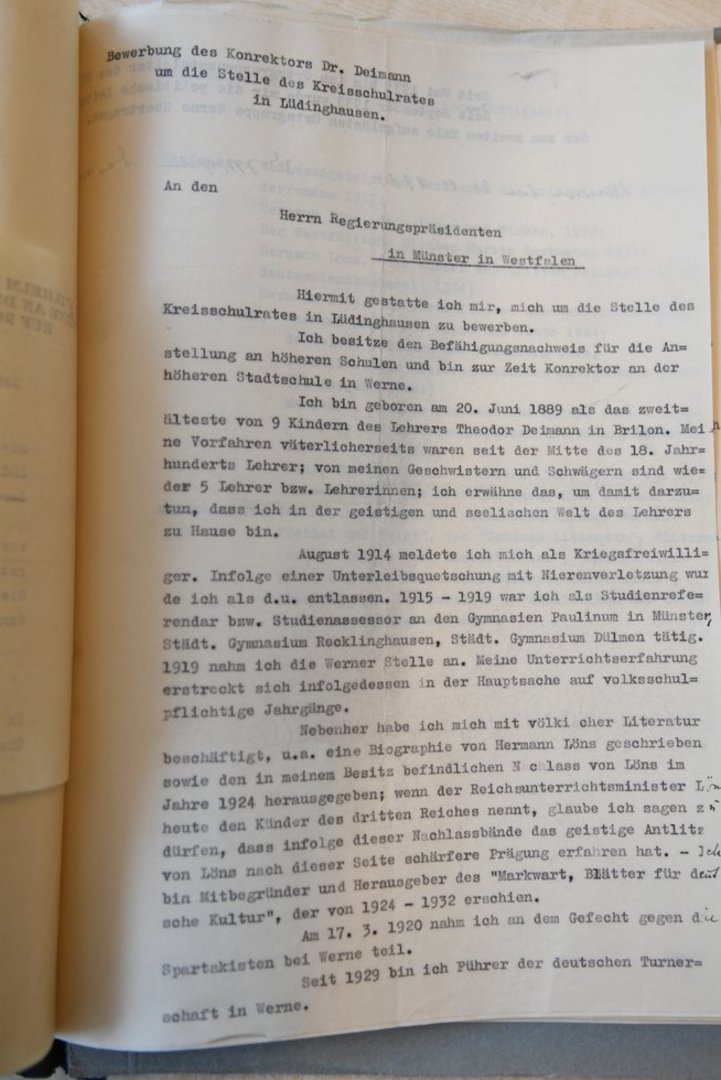 Bewerbung des Konrektors Dr. Deimann
um die Stelle des Kreisschulrates
in Lüdinghausen.
An den
Herrn Regierungspräsidenten
in Münster in Westfalen
Hiermit gestatte ich mir, mich um die Stelle des
Kreisschulrates in Lüdinghausen zu bewerben.
Ich besitze den Befähigungsnachweis für die An=
stellung an höheren Schulen und bin zur Zeit Konrektor an der
höheren Stadtschule in Werne.
Ich bin geboren am 20. Juni 1889 als das zweit=
älteste von 9 Kindern des Lehrers Theodor Deimann in Brilon. Mei
ne Vorfahren väterlicherseits waren seit der Mitte des 18. Jahr=
hunderts Lehrer; von meinen Geschwistern und Schwägern sind wie=
der 5 Lehrer bzw. Lehrerinnen; ich erwähne das, um damit darzu=
tun, dass ich in der geistigen und seelischen Welt des Lehrers
zu Hause bin.
August 1914 meldete ich mich als Kriegsfreiwilli=
ger. Infolge einer Unterleibsquetschung mit Nierenverletzung wur
de ich als d.u. entlassen. 1915 - 1919 war ich als Studienrefe=
rendar bzw. Studienassessor an den Gymnasien Paulinum in Münster,
Städt. Gymnasium Recklinghausen, Städt. Gymnasium Dülmen tätig.
1919 nahm ich die Werner Stelle an. Meine Unterrichtserfahrung
erstreckt sich infolgedessen in der Hauptsache auf volksschul=
pflichtige Jahrgänge.
Nebenher habe ich mich mit völki cher Literatur
beschäftigt, u.a. eine Biographie von Hermann Löns geschrieben
sowie den in meinem Besitz befindlichen N chlass von Löns im
Jahre 1924 herausgegeben; wenn der Reichsunterrichtsminister Lön
heute den Künder des dritten Reiches nennt, glaube ich sagen zu
dürfen, dass infolge dieser Nachlassbände das geistige Antlitz
von Löns nach dieser Seite schärfere Prägung erfahren hat. - Ich
bin Mitbegründer und Herausgeber des "Markwart, Blätter für deut
sche Kultur", der von 1924 - 1932 erschien.
Am 17. 3. 1920 nahm ich an dem Gefecht gegen die
Spartakisten bei Werne teil.
Seit 1929 bin ich Führer der deutschen Turner=
schaft in Werne.